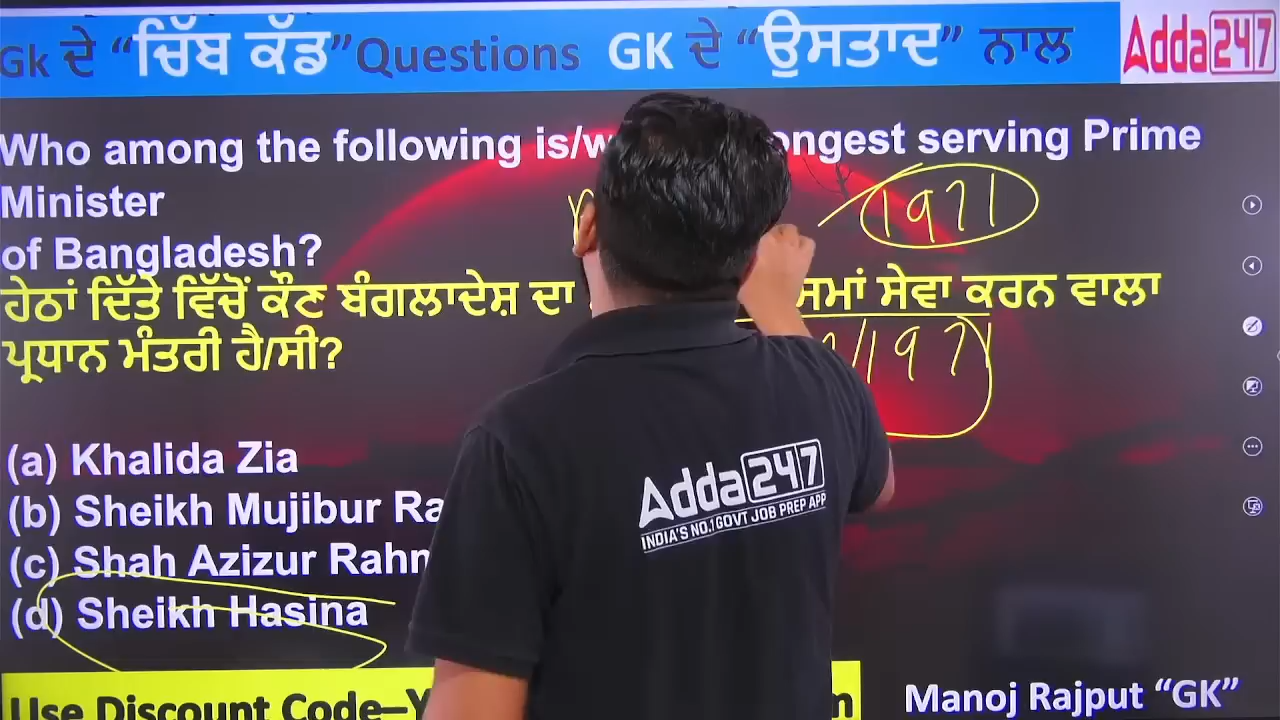 Gk ਦੇ “ਚਿੱਬ ਕੱਡ”Questions GK ਦੇ “ਉਸਤਾਦ” ਨਾਲ
Adda247
Who among the following is/w ongest serving Prime
Minister
1971
of Bangladesh?
ਹੇਠਾਂ ਦਿੱਤੇ ਵਿੱਚੋਂ ਕੌਣ ਬੰਗਲਾਦੇਸ਼ ਦਾ ਸਮਾਂ ਸੇਵਾ ਕਰਨ ਵਾਲਾ
ਪ੍ਰਧਾਨ ਮੰਤਰੀ ਹੈ/ਸੀ?
/1971
(a) Khalida Zia
(b) Sheikh Mujibur Ra
(c) Shah Azizur Rahm
(d) Sheikh Hasina
Adda247
INDIA'S NO.1 GOVT JOB PREP APP
Use Discount Code–Y
Manoj Rajput “GK”